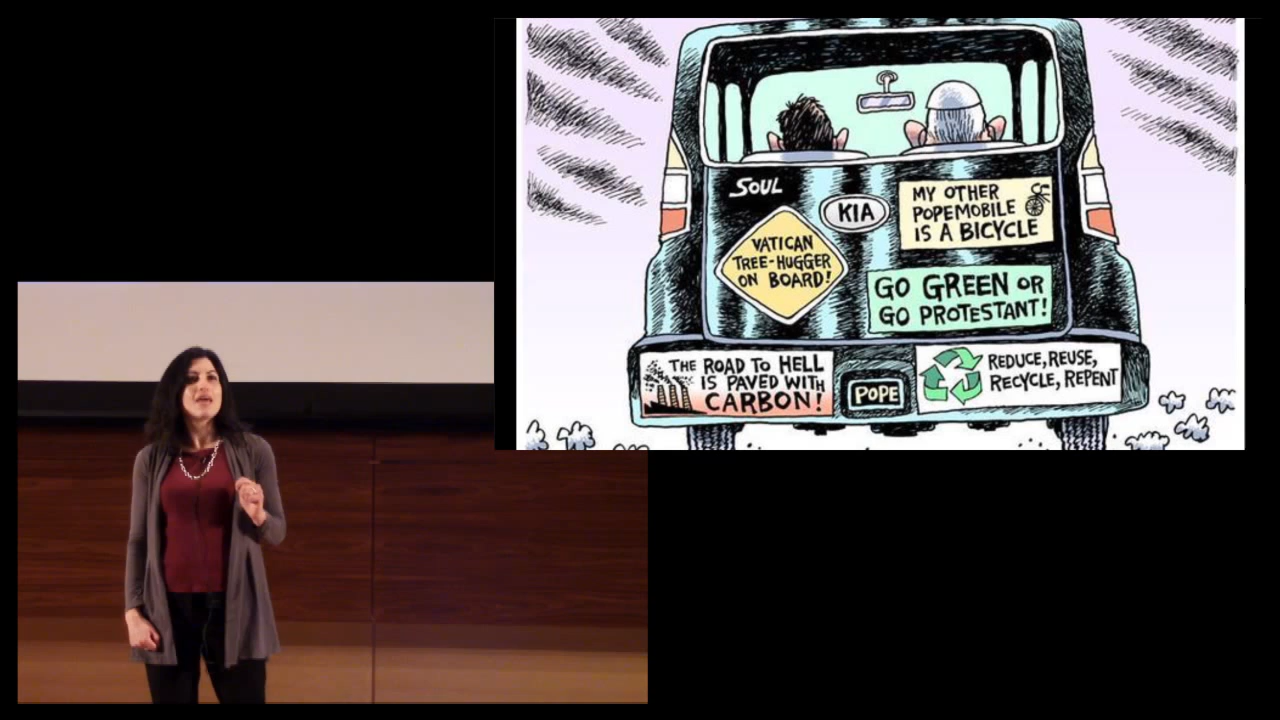 SOUL
KIA
MY OTHER
POPEMOBILE
IS A BICYCLE
VATICAN
TREE-HUGGER
ON BOARD!
GO GREEN OR
GO PROTESTANT!
THE ROAD TO HELL
IS PAVED WITH
CARBON!
POPE
REDUCE, REUSE,
RECYCLE, REPENT